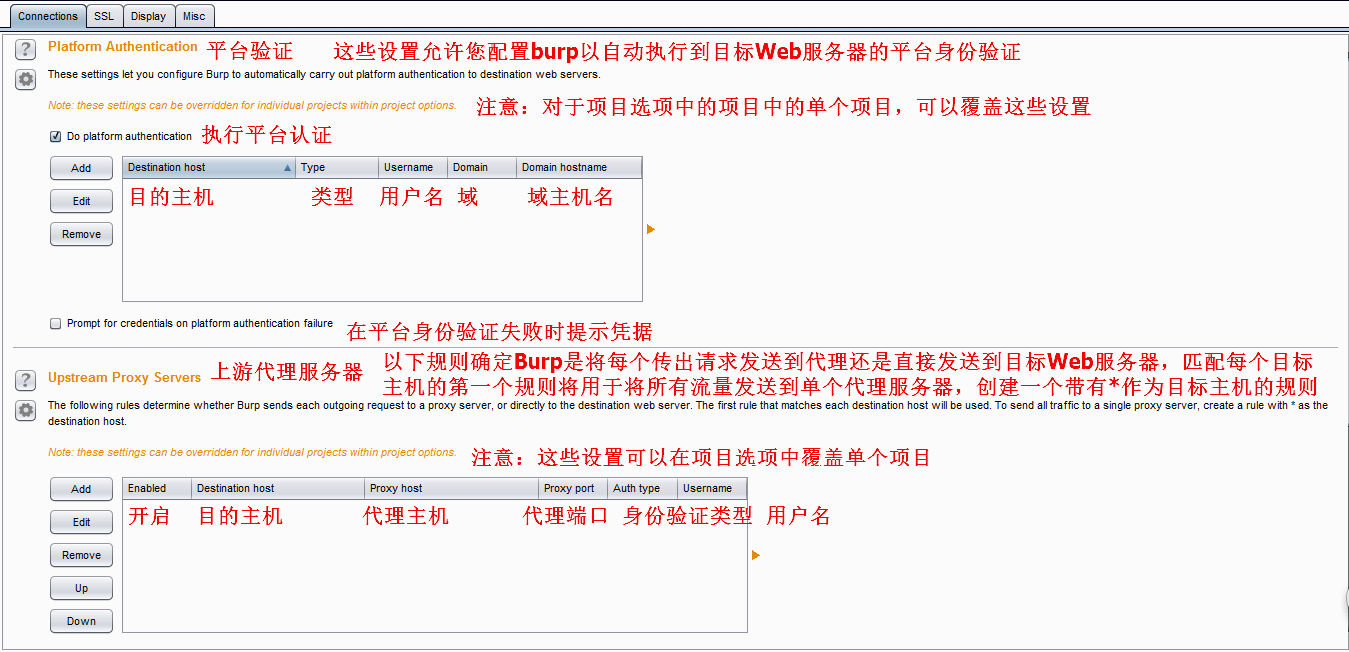 Connections SSL Display Misc
Platform Authentication 平台验证 这些设置允许您配置burp以自动执行到目标Web服务器的平台身份验证
These settings let you configure Burp to automatically carry out platform authentication to destination web servers.
Note: these settings can be overridden for individual projects within project options. 注意：对于项目选项中的项目中的单个项目，可以覆盖这些设置
Do platform authentication 执行平台认证
Add Destination host Type Username Domain Domain hostname
目的主机 类型 用户名 域 域主机名
Edit
Remove
Prompt for credentials on platform authentication failure 在平台身份验证失败时提示凭据
Upstream Proxy Servers 上游代理服务器 以下规则确定Burp是将每个传出请求发送到代理还是直接发送到目标Web服务器，匹配每个目标
主机的第一个规则将用于将所有流量发送到单个代理服务器，创建一个带有*作为目标主机的规则
The following rules determine whether Burp sends each outgoing request to a proxy server, or directly to the destination web server. The first rule that matches each destination host will be used. To send all traffic to a single proxy server, create a rule with * as the
destination host.
Note: these settings can be overridden for individual projects within project options. 注意：这些设置可以在项目选项中覆盖单个项目
Add Enabled Destination host Proxy host Proxy port Auth type Username
Edit 开启 目的主机 代理主机 代理端口 身份验证类型 用户名
Remove
Up
Down